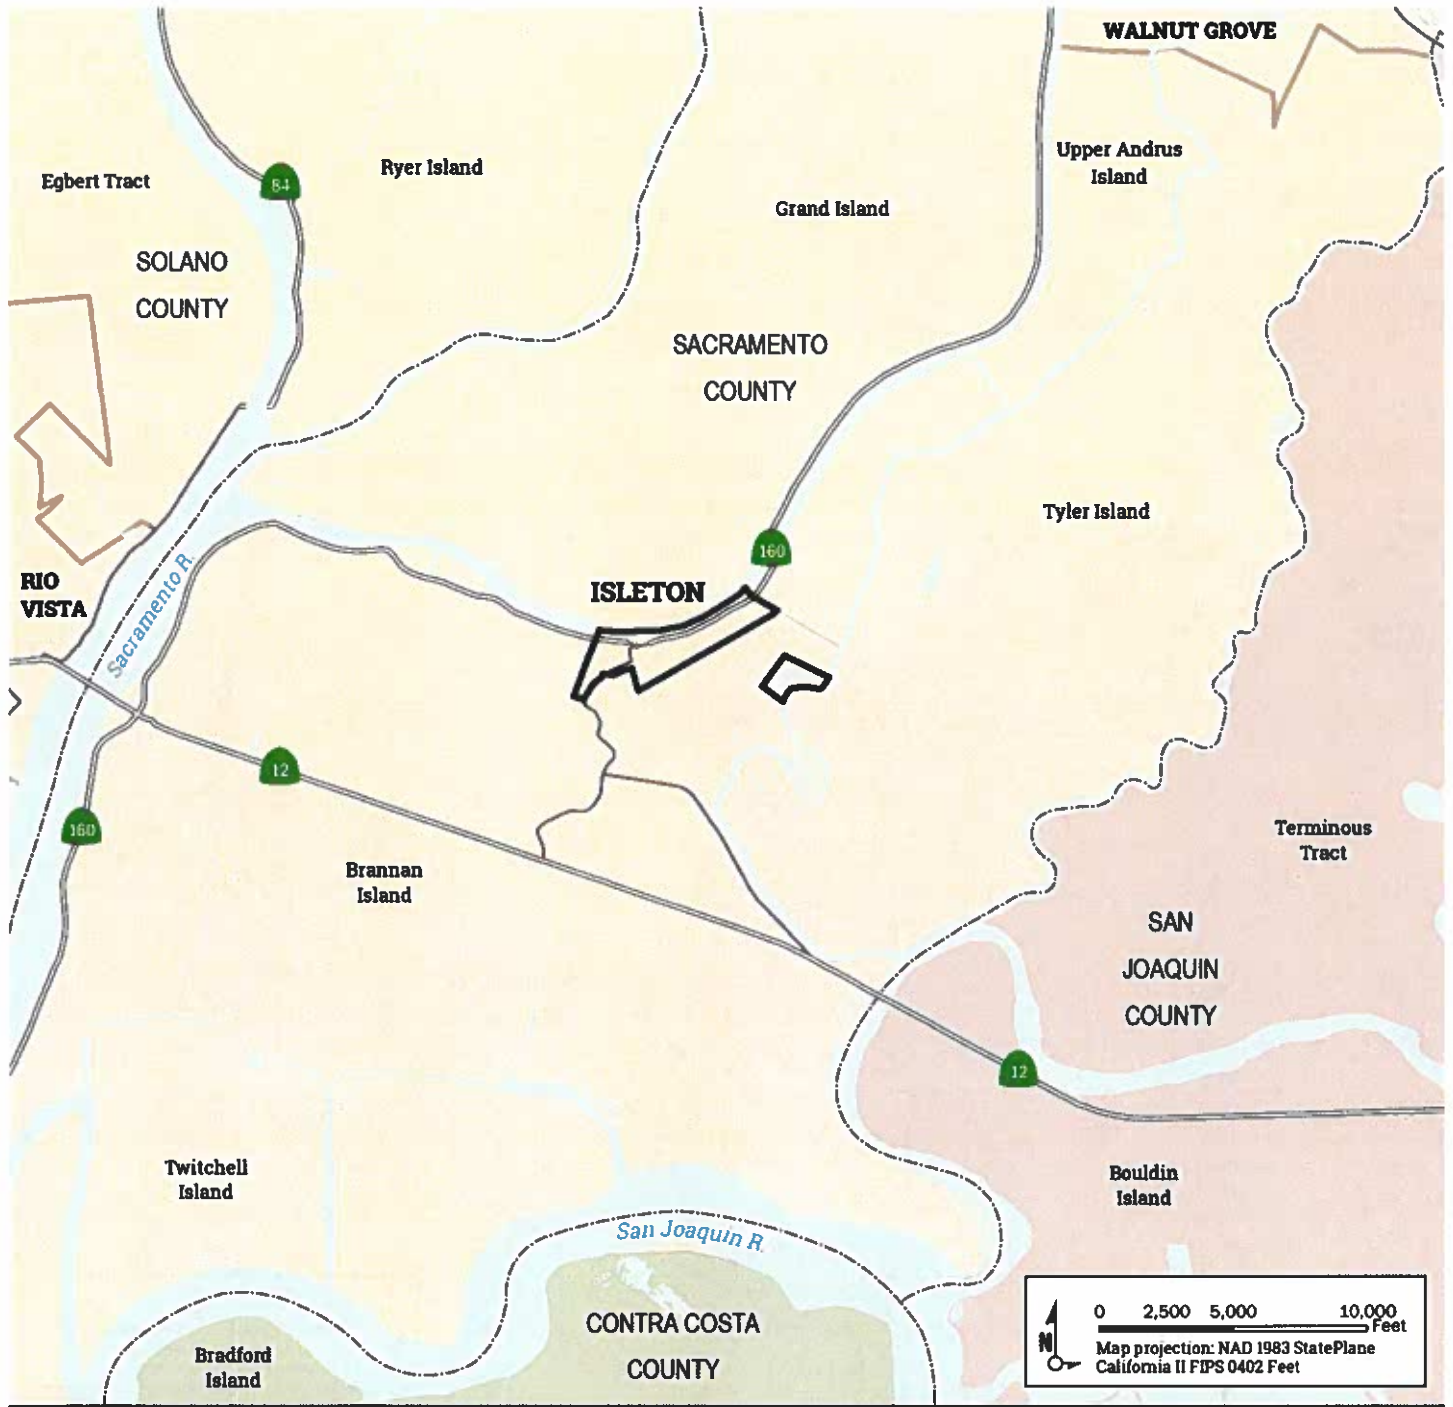 WALNUT GROVE
Upper Andrus
Island
Ryer Island
84
Egbert Tract
Grand Island
SOLANO
COUNTY
SACRAMENTO
COUNTY
Tyler Island
160
RIO
VISTA
Sacramento R.
ISLETON
12
160
Brannan
Island
Terminous
Tract
SAN
JOAQUIN
COUNTY
12
Twitchell
Island
Bouldin
Island
San Joaquin R.
CONTRA COSTA
COUNTY
Bradford
Island
N
0 2,500 5,000 10,000
Feet
Map projection: NAD 1983 StatePlane
California II FIPS 0402 Feet